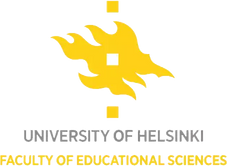 UNIVERSITY OF HELSINKI
FACULTY OF EDUCATIONAL SCIENCES